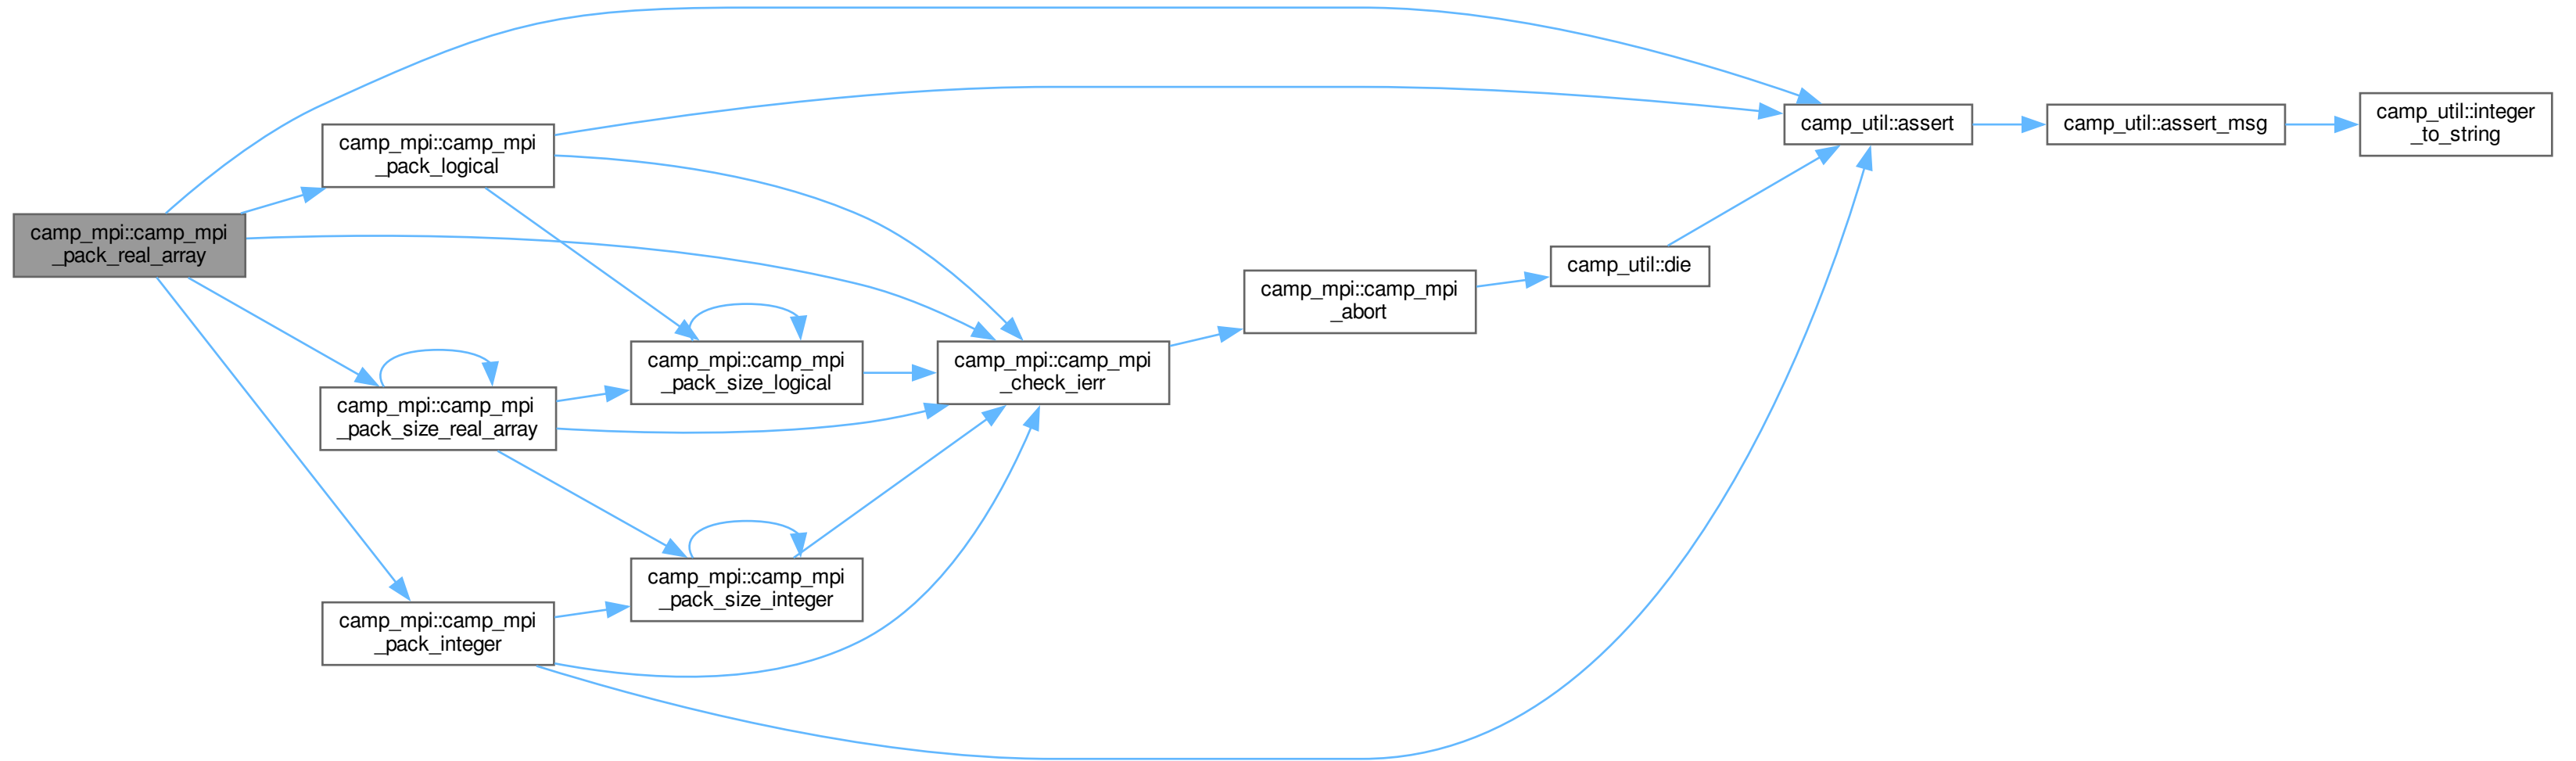 camp_mpi::camp_mpi
_pack_real_array
camp_mpi::camp_mpi
_pack_logical
camp_mpi::camp_mpi
_pack_size_real_array
camp_mpi::camp_mpi
_pack_integer
camp_mpi::camp_mpi
_pack_size_logical
camp_mpi::camp_mpi
_pack_size_integer
camp_mpi::camp_mpi
_check_ierr
camp_mpi::camp_mpi
_abort
camp_util::die
camp_util::assert
camp_util::assert_msg
camp_util::integer
_to_string